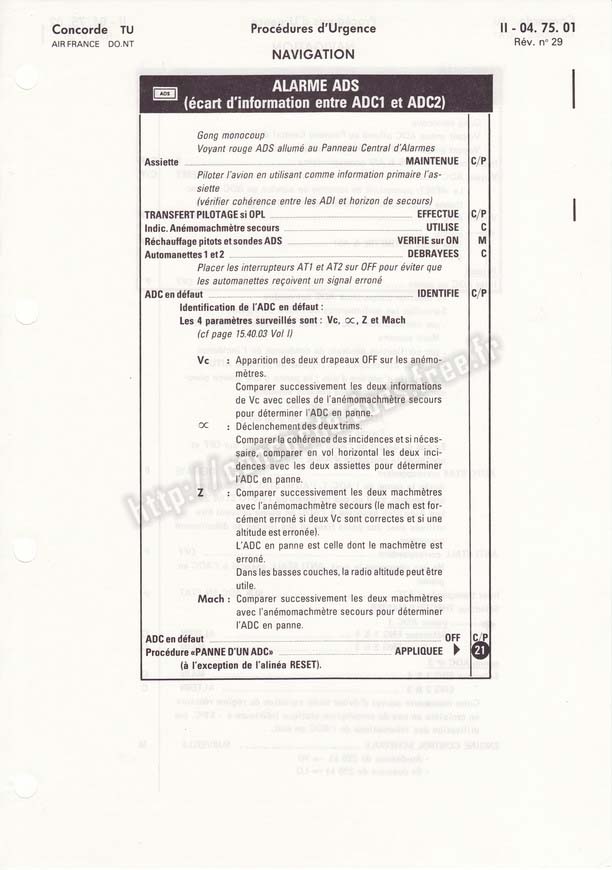 Concorde TU
AIR FRANCE DO.NT
Procédures d'Urgence
NAVIGATION
II - 04. 75. 01
Rév. n° 29
ADS
ALARME ADS
(écart d'information entre ADC1 et ADC2)
Gong monocoup
Voyant rouge ADS allumé au Panneau Central d'Alarmes
Assiette MAINTENUE C/P
Piloter l'avion en utilisant comme information primaire l'as-
siette
(vérifier cohérence entre les ADI et horizon de secours)
TRANSFERT PILOTAGE si OPL EFFECTUE C/P
Indic. Anémomachmètre secours UTILISE C
Réchauffage pitots et sondes ADS VERIFIE sur ON M
Automanettes 1 et 2 DEBRAYEES C
Placer les interrupteurs AT1 et AT2 sur OFF pour éviter que
les automanettes reçoivent un signal erroné
ADC en défaut IDENTIFIE C/P
Identification de l'ADC en défaut :
Les 4 paramètres surveillés sont : Vc, ∝, Z et Mach
(cf page 15.40.03 Vol I)
Vc : Apparition des deux drapeaux OFF sur les anémo-
mètres.
Comparer successivement les deux informations
de Vc avec celles de l'anémomachmètre secours
pour déterminer l'ADC en panne.
∝ : Déclenchement des deux trims.
Comparer la cohérence des incidences et si néces-
saire, comparer en vol horizontal les deux inci-
dences avec les deux assiettes pour déterminer
l'ADC en panne.
Z : Comparer successivement les deux machmètres
avec l'anémomachmètre secours (le mach est for-
cément erroné si deux Vc sont correctes et si une
altitude est erronée).
L'ADC en panne est celle dont le machmètre est
erroné.
Dans les basses couches, la radio altitude peut être
utile.
Mach : Comparer successivement les deux machmètres
avec l'anémomachmètre secours pour déterminer
l'ADC en panne.
ADC en défaut OFF C/P
Procédure «PANNE D'UN ADC» APPLIQUEE 21
(à l'exception de l'alinéa RESET).